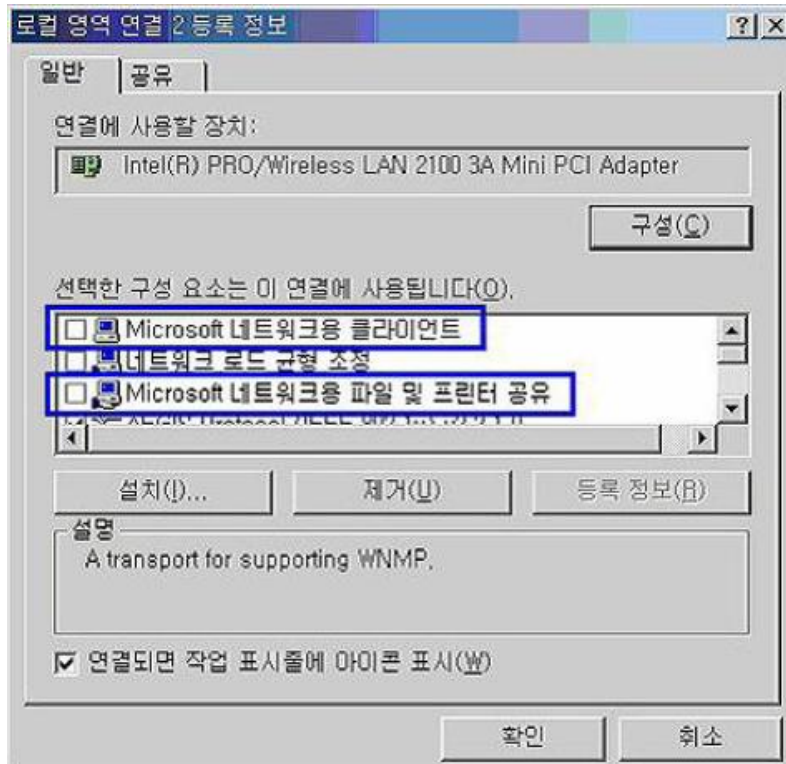 로컬 영역 연결 2 등록 정보
일반
공유
연결에 사용할 장치:
Intel(R) PRO/Wireless LAN 2100 3A Mini PCI Adapter
구성(C)
선택한 구성 요소는 이 연결에 사용됩니다(O).
Microsoft 네트워크용 클라이언트
네트워크 로드 균형 조정
Microsoft 네트워크용 파일 및 프린터 공유
설치(I)...
제거(U)
등록 정보(R)
설명
A transport for supporting WNMP.
연결되면 작업 표시줄에 아이콘 표시(W)
확인
취소